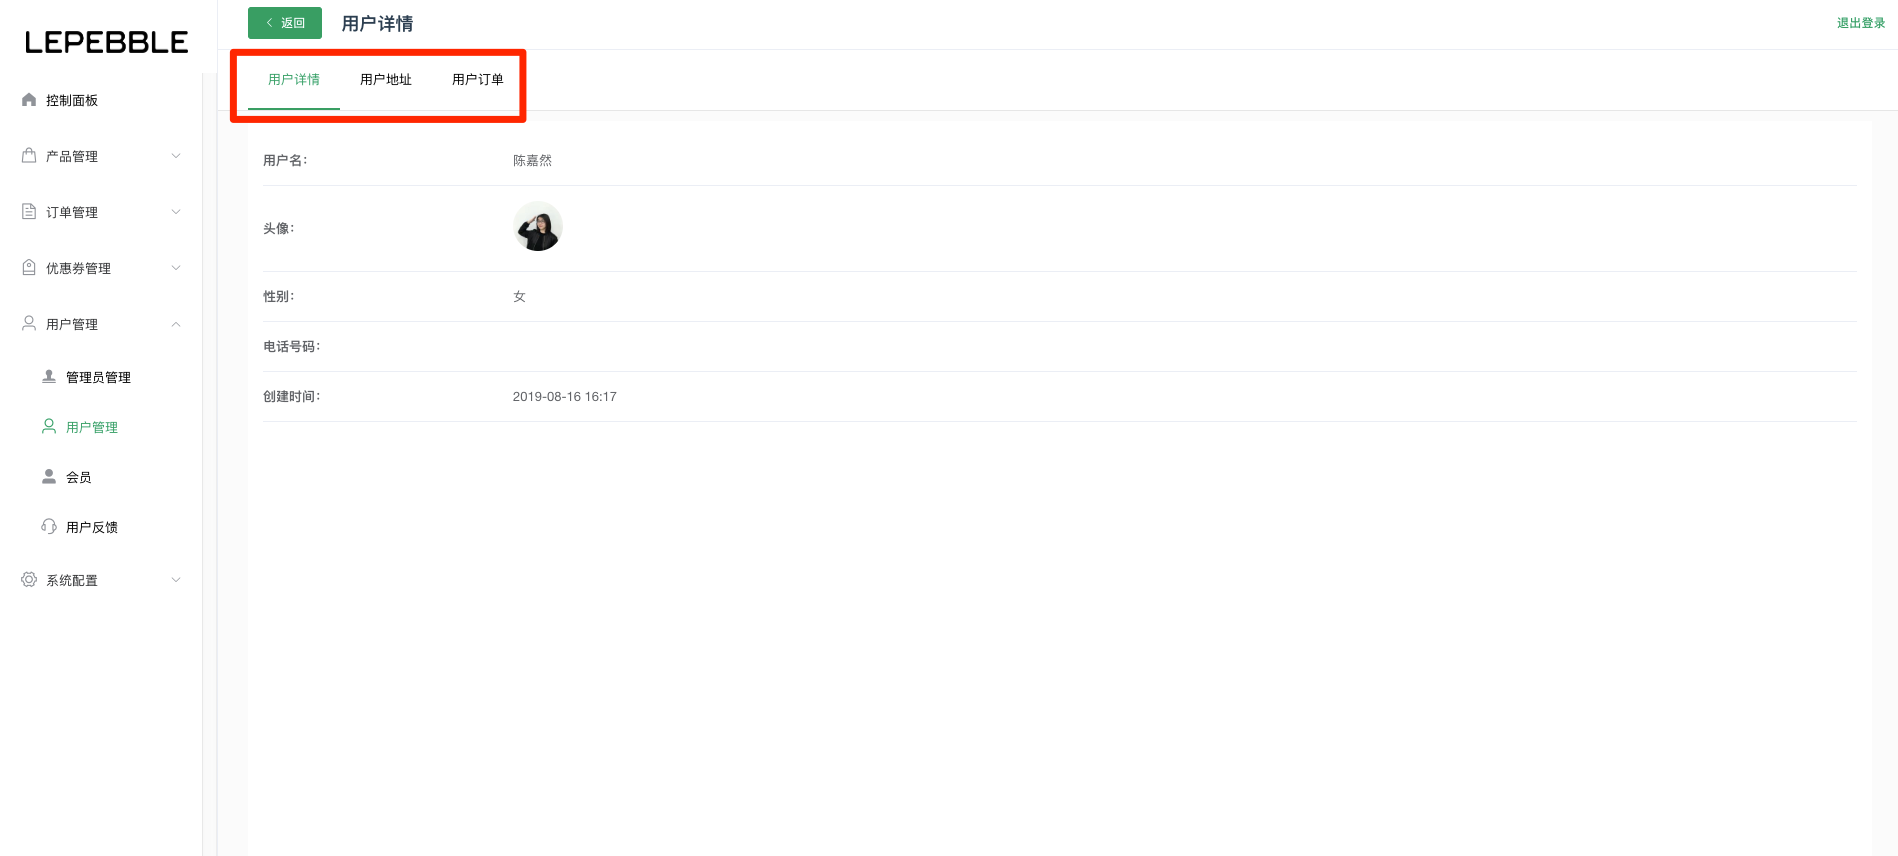 LEPEBBLE
返回
用户详情
退出登录
用户详情
用户地址
用户订单
控制面板
产品管理
订单管理
优惠券管理
用户管理
管理员管理
用户管理
会员
用户反馈
系统配置
用户名：
陈嘉然
头像：
性别：
女
电话号码：
创建时间：
2019-08-16 16:17